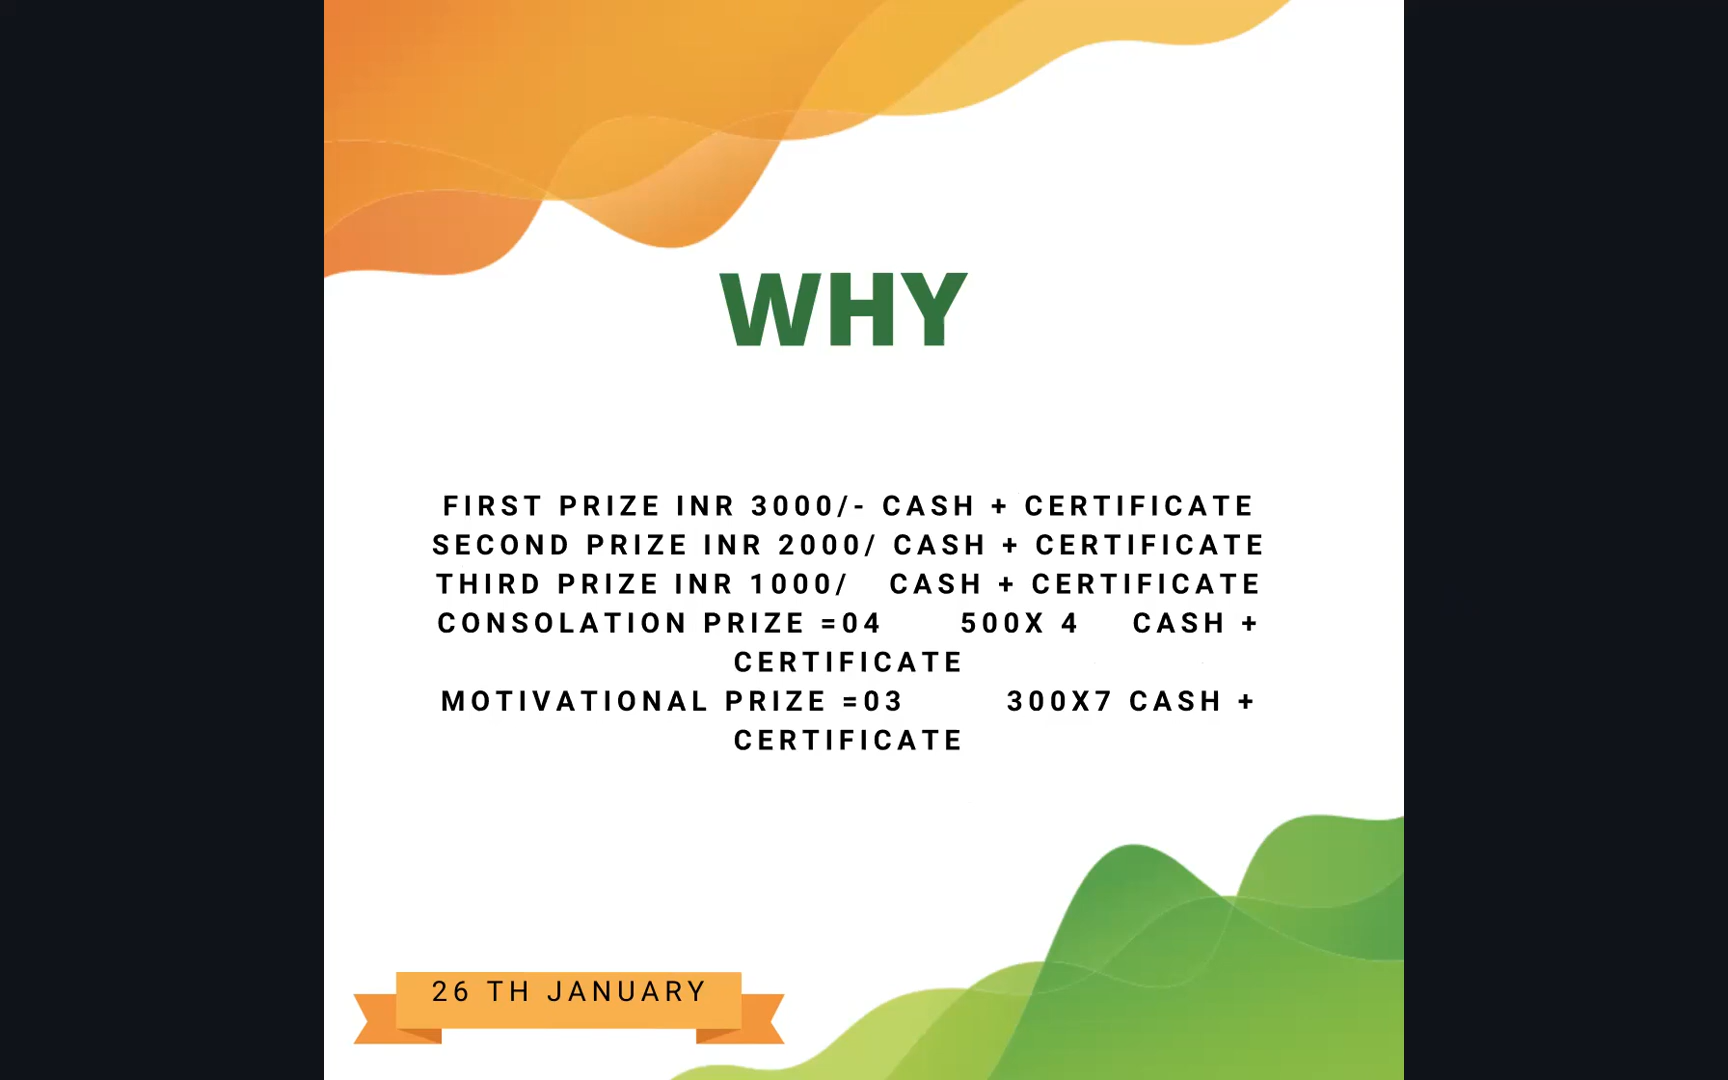 WHY
FIRST PRIZE INR 3000/- CASH + CERTIFICATE
SECOND PRIZE INR 2000/ CASH + CERTIFICATE
THIRD PRIZE INR 1000/ CASH + CERTIFICATE
CONSOLATION PRIZE =04 500X 4 CASH +
CERTIFICATE
MOTIVATIONAL PRIZE =03 300X7 CASH +
CERTIFICATE
26 TH JANUARY